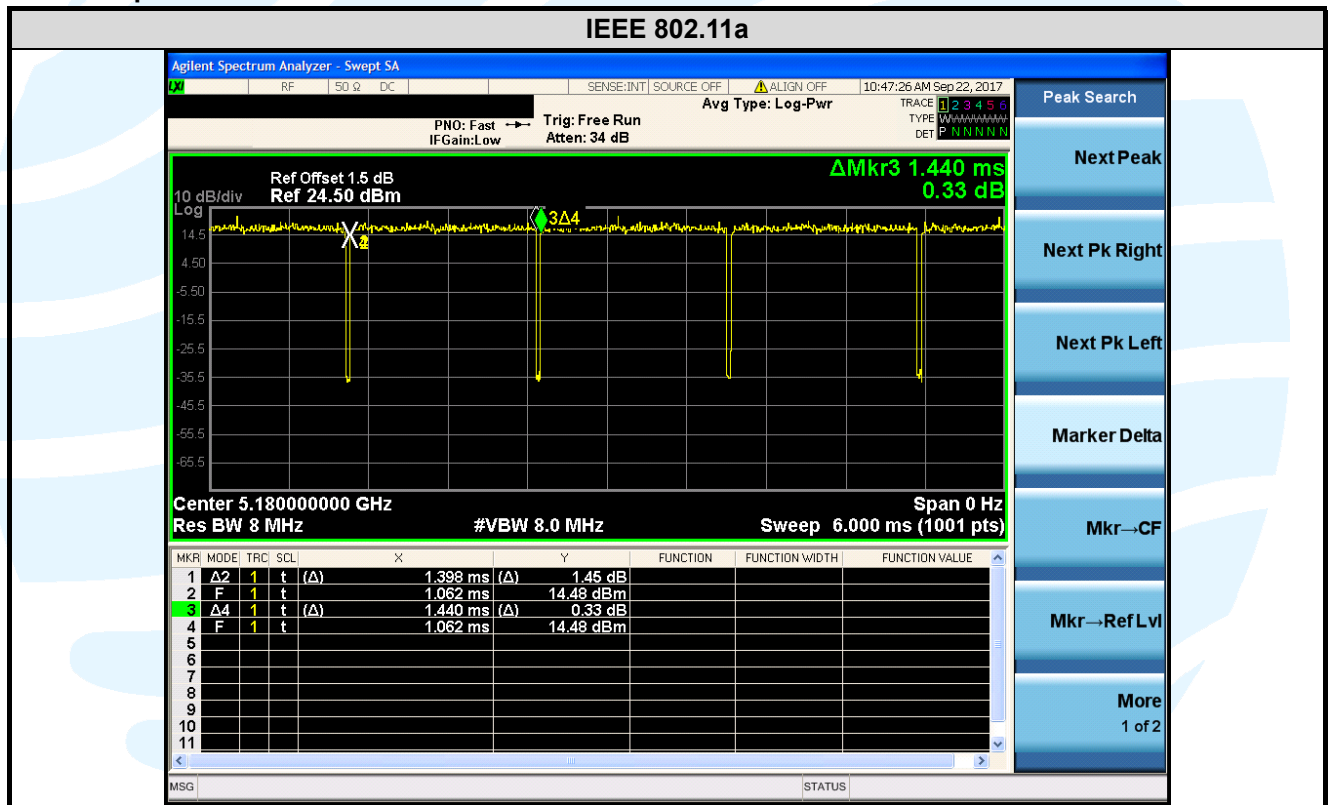 IEEE 802.11a
Agilent Spectrum Analyzer - Swept SA
LXI RF 50 Ω DC SENSE:INT SOURCE OFF ⚠ALIGN OFF 10:47:26 AM Sep 22, 2017
Avg Type: Log-Pwr TRACE 1 2 3 4 5 6
PNO: Fast Trig: Free Run TYPE WWWWWW
IFGain:Low Atten: 34 dB DET P N N N N N
Peak Search
Next Peak
Next Pk Right
Next Pk Left
Marker Delta
Mkr→CF
Mkr→Ref Lvl
More
1 of 2
ΔMkr3 1.440 ms
0.33 dB
Ref Offset 1.5 dB
10 dB/div Ref 24.50 dBm
Log
3Δ4
14.5
4.50
-5.50
-15.5
-25.5
-35.5
-45.5
-55.5
-65.5
Center 5.180000000 GHz Span 0 Hz
Res BW 8 MHz #VBW 8.0 MHz Sweep 6.000 ms (1001 pts)
MKR MODE TRC SCL X Y FUNCTION FUNCTION WIDTH FUNCTION VALUE
1 Δ2 1 t (Δ) 1.398 ms (Δ) 1.45 dB
2 F 1 t 1.062 ms 14.48 dBm
3 Δ4 1 t (Δ) 1.440 ms (Δ) 0.33 dB
4 F 1 t 1.062 ms 14.48 dBm
5
6
7
8
9
10
11
MSG STATUS